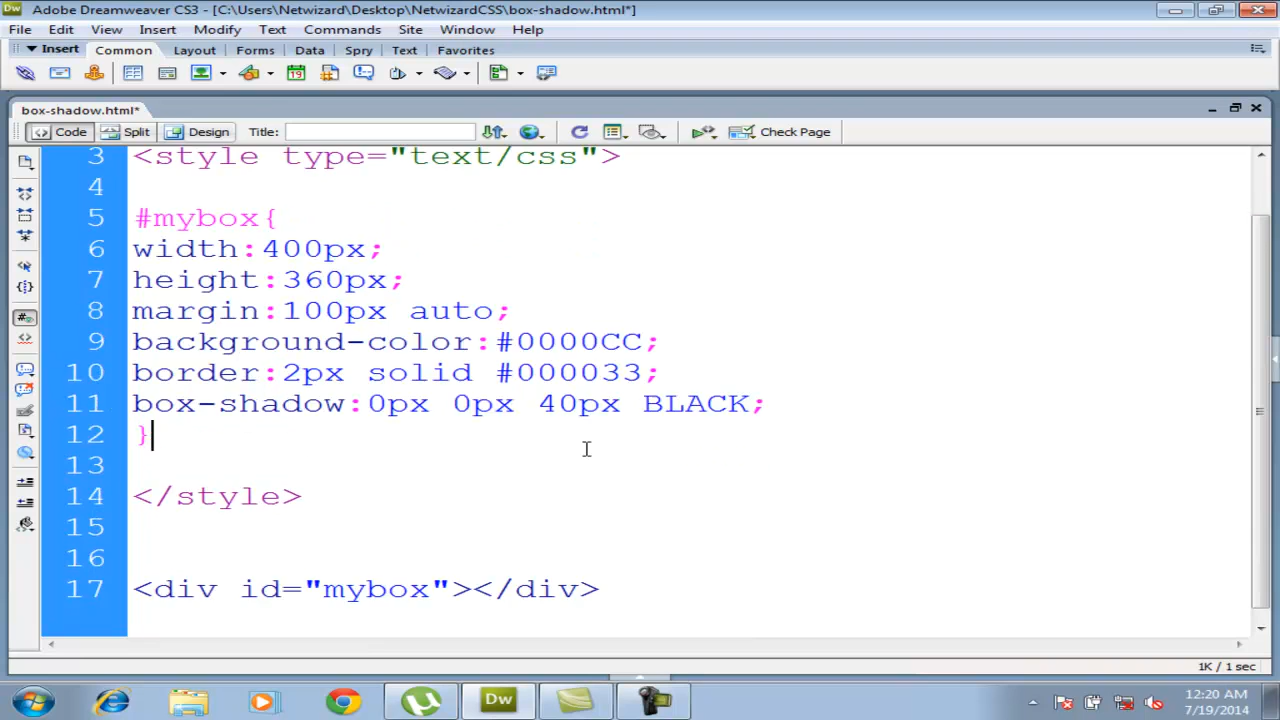 Adobe Dreamweaver CS3 - [C:\Users\Netwizard\Desktop\NetwizardCSS\box-shadow.html*]
File Edit View Insert Modify Text Commands Site Window Help
Insert Common Layout Forms Data Spry Text Favorites
box-shadow.html*
Code Split Design Title: Check Page
3 <style type="text/css">
4
5 #mybox{
6 width:400px;
7 height:360px;
8 margin:100px auto;
9 background-color:#0000CC;
10 border:2px solid #000033;
11 box-shadow:0px 0px 40px BLACK;
12 }
13
14 </style>
15
16
17 <div id="mybox"></div>
1K / 1 sec
Dw
12:20 AM
7/19/2014